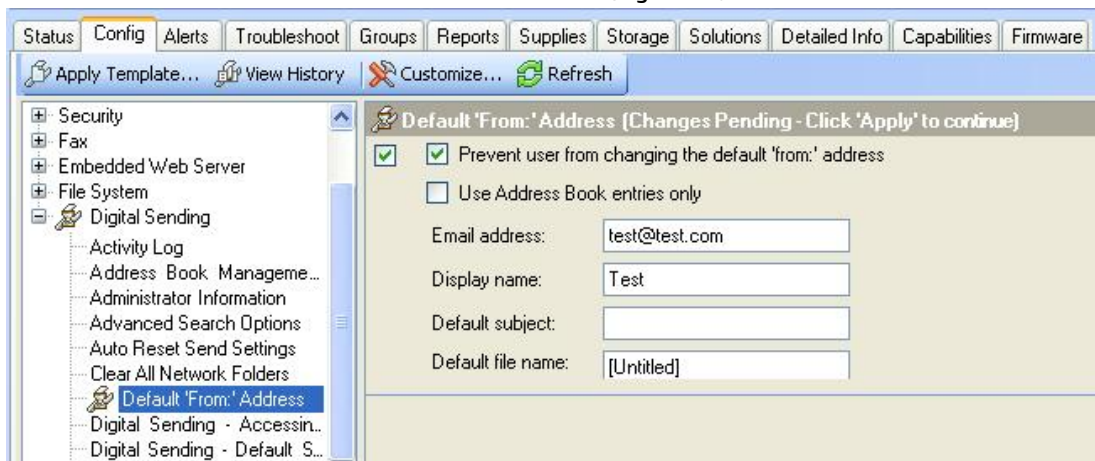 Status Config Alerts Troubleshoot Groups Reports Supplies Storage Solutions Detailed Info Capabilities Firmware
Apply Template... View History Customize... Refresh
Security
Fax
Embedded Web Server
File System
Digital Sending
Activity Log
Address Book Manageme...
Administrator Information
Advanced Search Options
Auto Reset Send Settings
Clear All Network Folders
Default 'From:' Address
Digital Sending - Accessin..
Digital Sending - Default S...
Default 'From:' Address (Changes Pending - Click 'Apply' to continue)
Prevent user from changing the default 'from:' address
Use Address Book entries only
Email address: test@test.com
Display name: Test
Default subject:
Default file name: [Untitled]